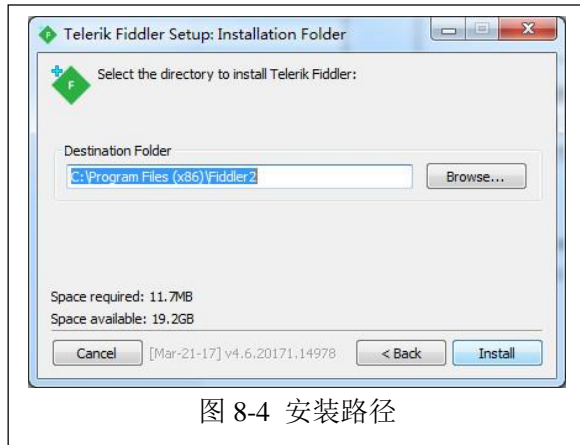 Telerik Fiddler Setup: Installation Folder
F
Select the directory to install Telerik Fiddler:
Destination Folder
C:\Program Files (x86)\Fiddler2
Browse...
Space required: 11.7MB
Space available: 19.2GB
Cancel [Mar-21-17] v4.6.20171.14978 < Back Install
图 8-4 安装路径